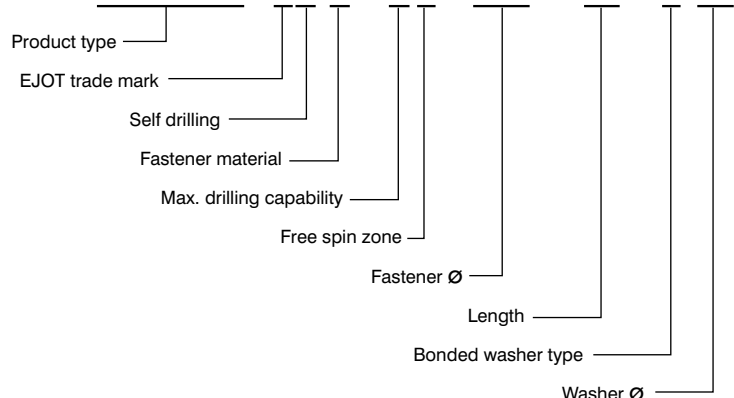 Product type
EJOT trade mark
Self drilling
Fastener material
Max. drilling capability
Free spin zone
Fastener Ø
Length
Bonded washer type
Washer Ø